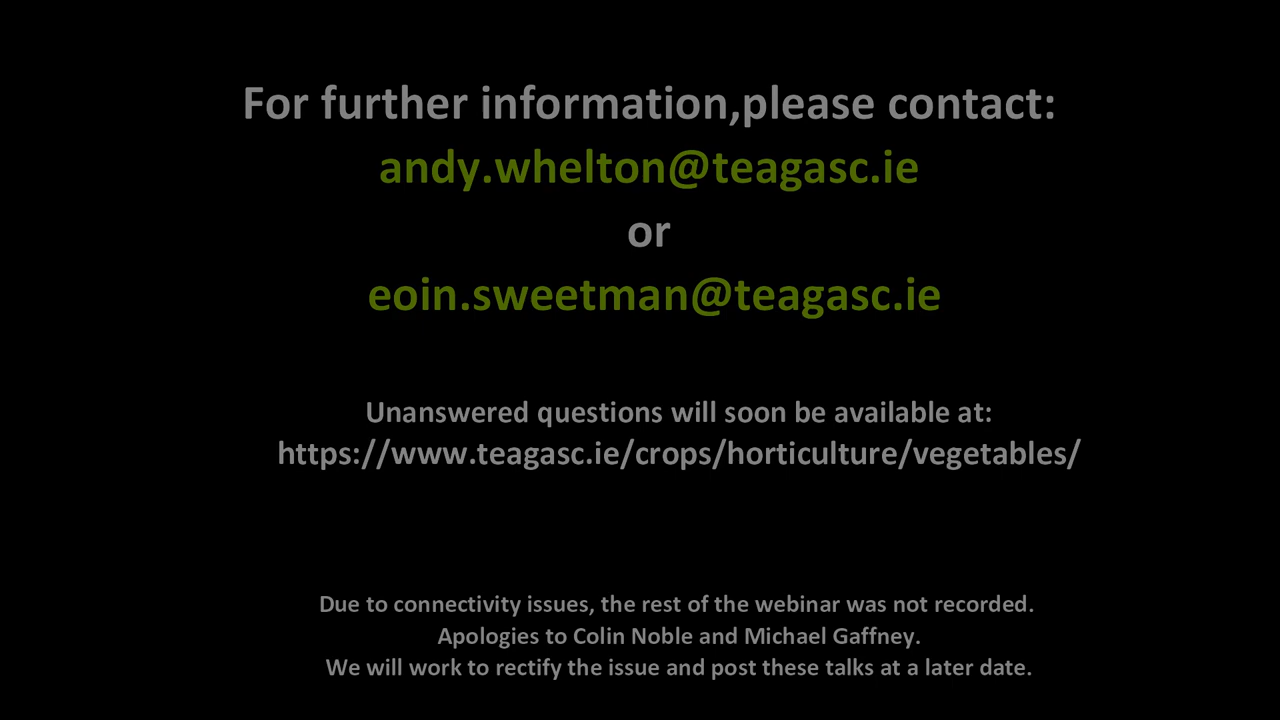 For further information,please contact:
andy.whelton@teagasc.ie
or
eoin.sweetman@teagasc.ie
Unanswered questions will soon be available at:
https://www.teagasc.ie/crops/horticulture/vegetables/
Due to connectivity issues, the rest of the webinar was not recorded.
Apologies to Colin Noble and Michael Gaffney.
We will work to rectify the issue and post these talks at a later date.